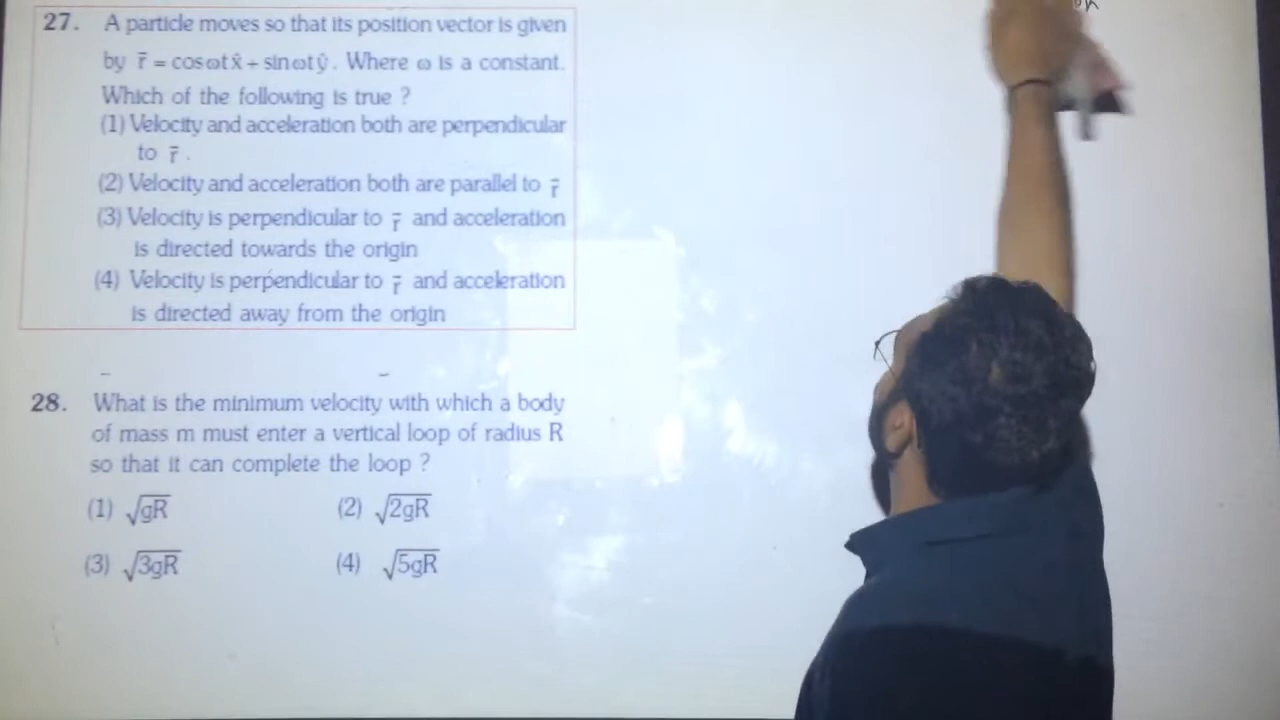 27. A particle moves so that its position vector is given
by r̄ = cosωt x̂ + sinωt ŷ. Where ω is a constant.
Which of the following is true ?
(1) Velocity and acceleration both are perpendicular
to r̄ .
(2) Velocity and acceleration both are parallel to r̄
(3) Velocity is perpendicular to r̄ and acceleration
is directed towards the origin
(4) Velocity is perpendicular to r̄ and acceleration
is directed away from the origin
28. What is the minimum velocity with which a body
of mass m must enter a vertical loop of radius R
so that it can complete the loop ?
(1) √gR (2) √2gR
(3) √3gR (4) √5gR